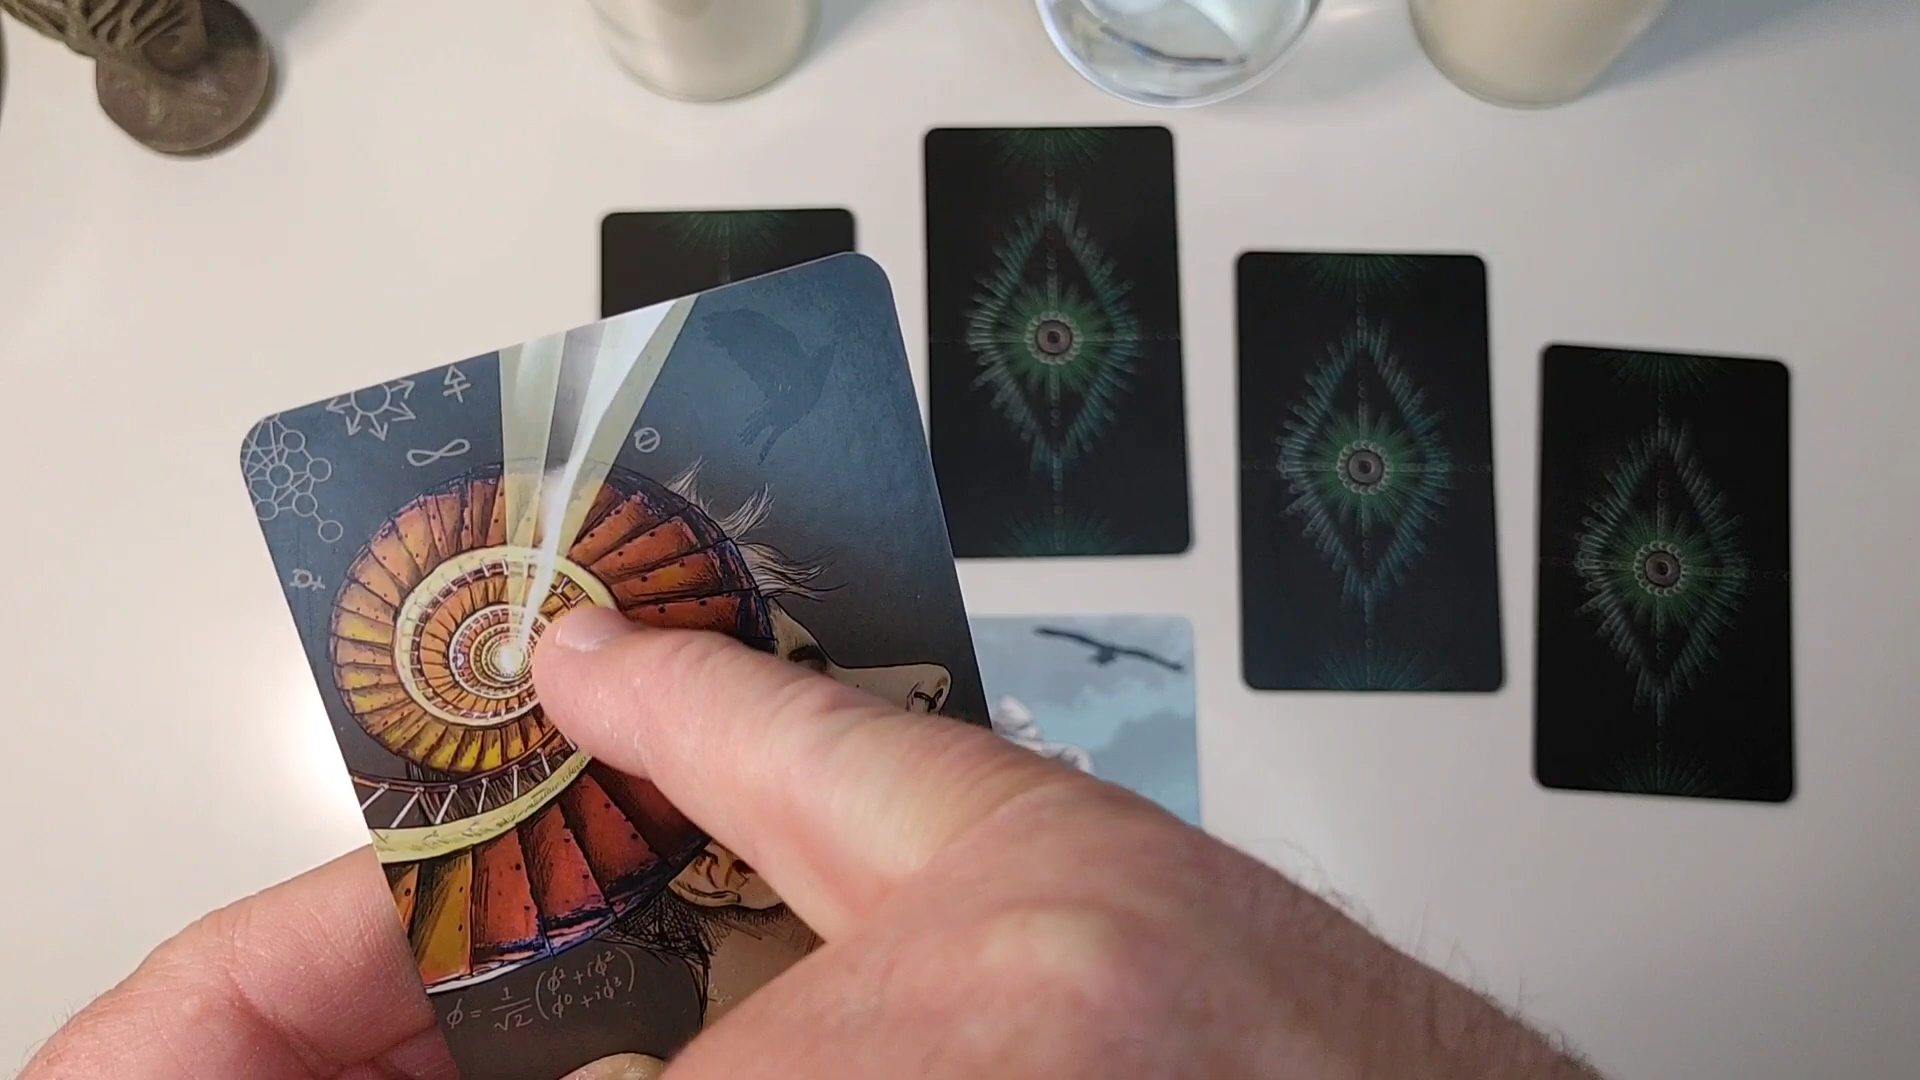 ϕ = 1/√2 (ϕ¹ + iϕ²
ϕ⁰ + iϕ³)